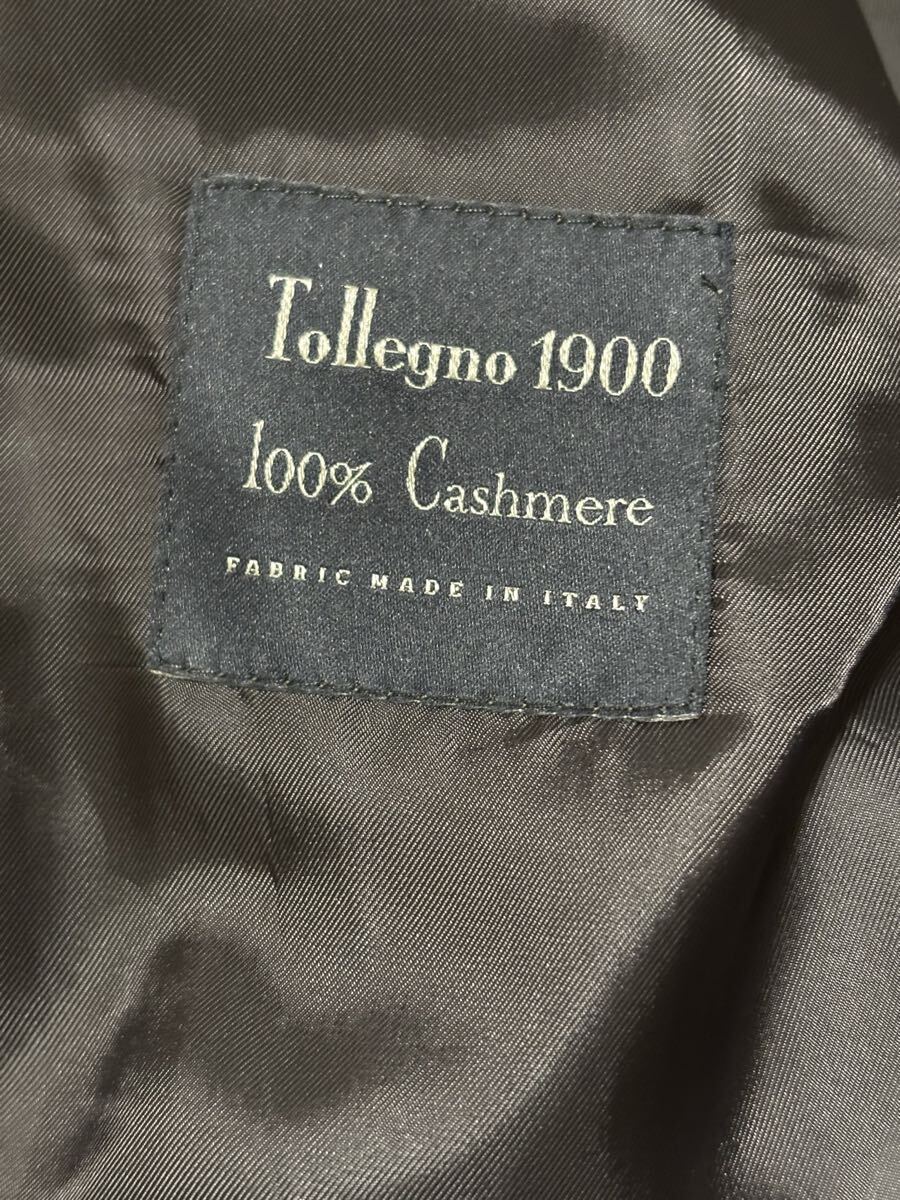 Tollegno 1900
100% Cashmere
FABRIC MADE IN ITALY